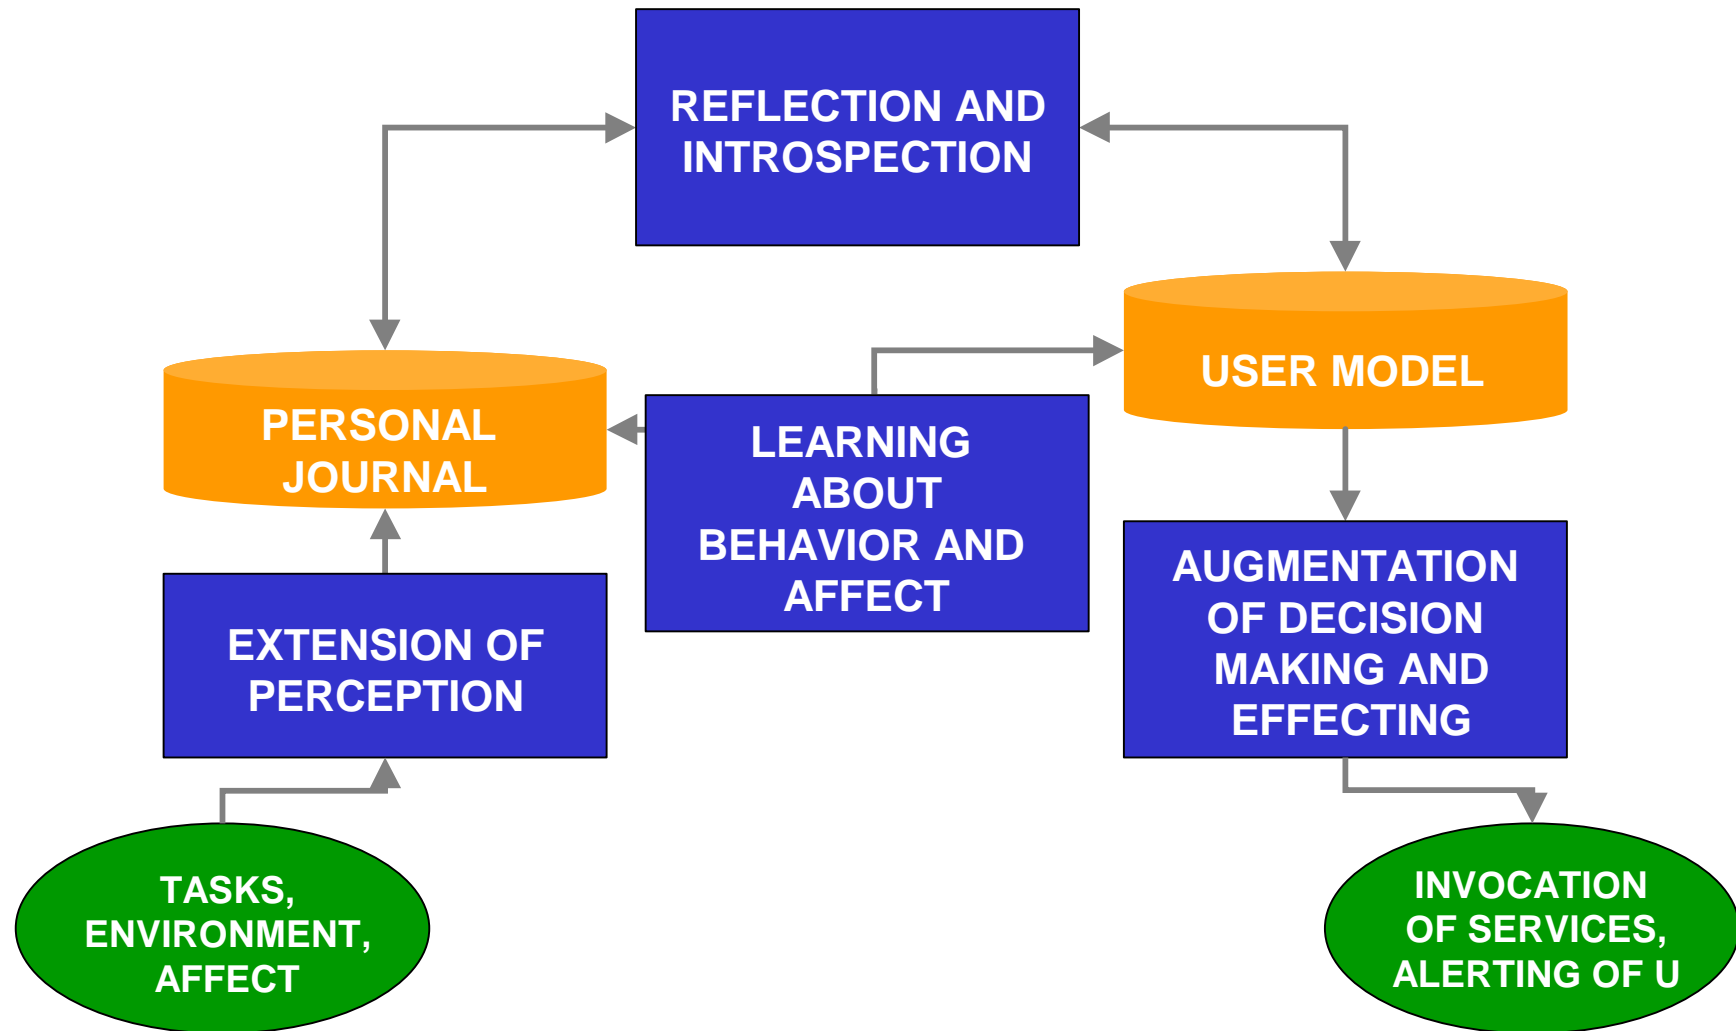 REFLECTION AND
INTROSPECTION
USER MODEL
PERSONAL
JOURNAL
LEARNING
ABOUT
BEHAVIOR AND
AFFECT
EXTENSION OF
PERCEPTION
AUGMENTATION
OF DECISION
MAKING AND
EFFECTING
TASKS,
ENVIRONMENT,
AFFECT
INVOCATION
OF SERVICES,
ALERTING OF U